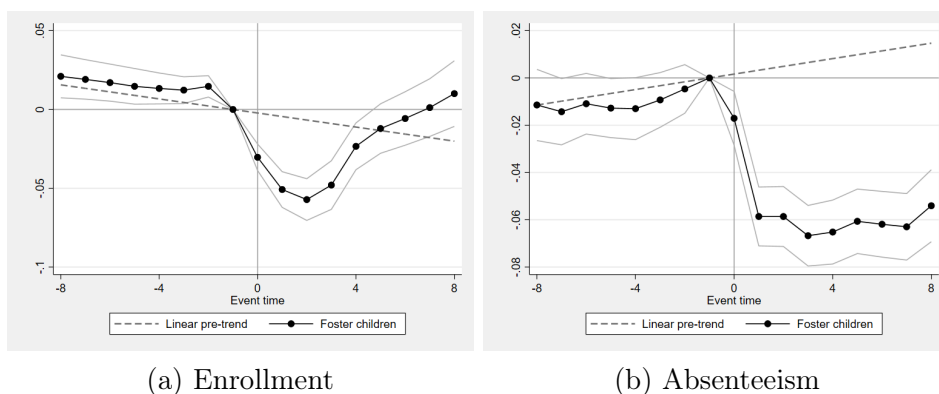 .05
0
-.05
-.1
-8
-4
0
4
8
Event time
Linear pre-trend
Foster children
(a) Enrollment
.02
0
-.02
-.04
-.06
-.08
-8
-4
0
4
8
Event time
Linear pre-trend
Foster children
(b) Absenteeism